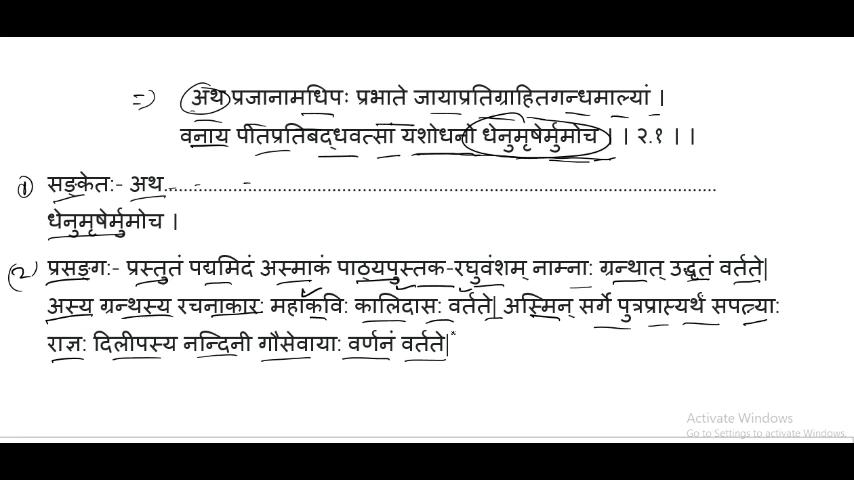 =) अथ प्रजानामधिपः प्रभाते जायाप्रतिग्राहितगन्धमाल्यां |
वनाय पीतप्रतिबद्धवत्सां यशोधनो धेनुमृषेर्मुमोच | | २.१ | |
① सङ्केत:- अथ..............................................................................................
धेनुमृषेर्मुमोच |
(२) प्रसङ्ग:- प्रस्तुतं पद्यमिदं अस्माकं पाठ्यपुस्तक-रघुवंशम् नाम्ना: ग्रन्थात् उद्धृतं वर्तते|
अस्य ग्रन्थस्य रचनाकार: महाकवि: कालिदास: वर्तते| अस्मिन् सर्गे पुत्रप्राप्त्यर्थं सपत्न्या:
राज्ञ: दिलीपस्य नन्दिनी गौसेवाया: वर्णनं वर्तते|
Activate Windows
Go to Settings to activate Windows.